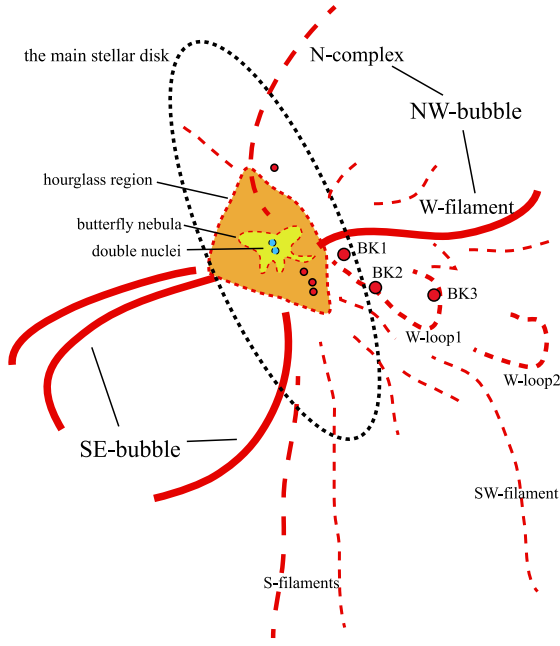 the main stellar disk
N-complex
NW-bubble
hourglass region
W-filament
butterfly nebula
double nuclei
BK1
BK2
BK3
W-loop1
W-loop2
SE-bubble
SW-filament
S-filaments